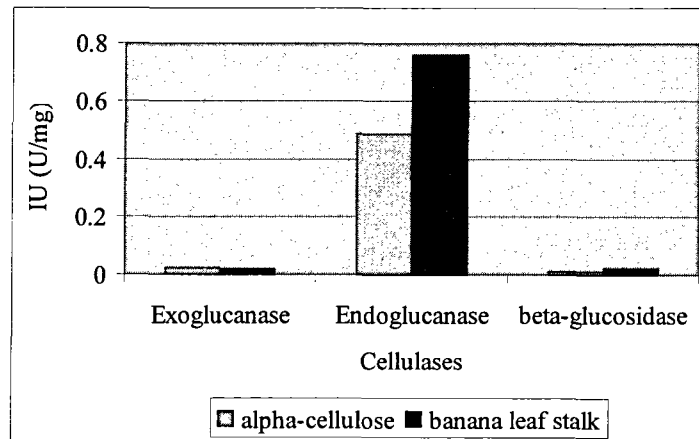 0.8
0.6
0.4
0.2
0
IU (U/mg)
Exoglucanase Endoglucanase beta-glucosidase
Cellulases
alpha-cellulose banana leaf stalk